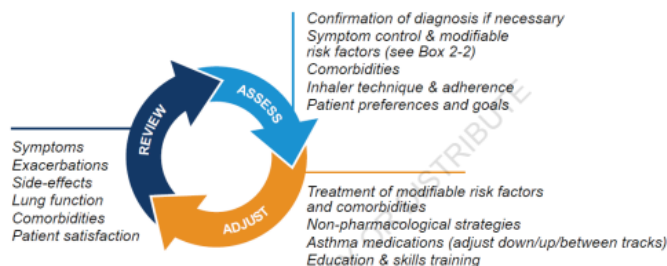 Confirmation of diagnosis if necessary
Symptom control & modifiable
risk factors (see Box 2-2)
Comorbidities
Inhaler technique & adherence
Patient preferences and goals
ASSESS
REVIEW
Symptoms
Exacerbations
Side-effects
Lung function
Comorbidities
Patient satisfaction
ADJUST
Treatment of modifiable risk factors
and comorbidities
Non-pharmacological strategies
Asthma medications (adjust down/up/between tracks)
Education & skills training